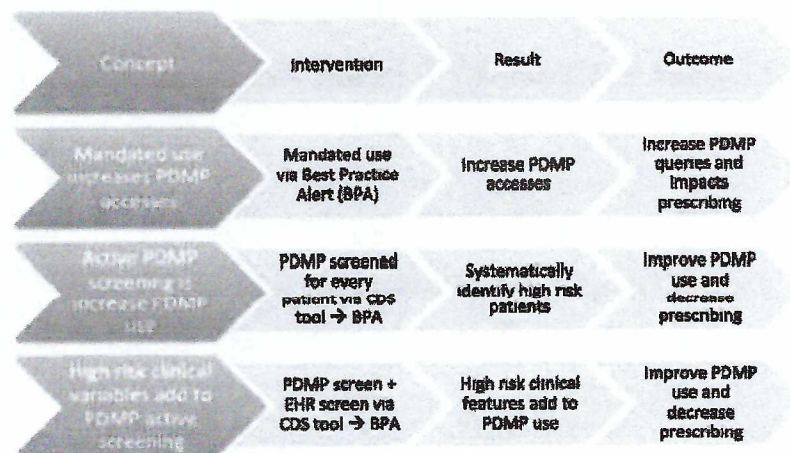 Concept
Intervention
Result
Outcome
Mandated use
increases PDMP
accesses
Mandated use
via Best Practice
Alert (BPA)
Increase PDMP
accesses
Increase PDMP
queries and
impacts
prescribing
Active PDMP
screening is
increase PDMP
use
PDMP screened
for every
patient via CDS
tool → BPA
Systematically
identify high risk
patients
Improve PDMP
use and
decrease
prescribing
High risk clinical
variables add to
PDMP active
screening
PDMP screen +
EHR screen via
CDS tool → BPA
High risk clinical
features add to
PDMP use
Improve PDMP
use and
decrease
prescribing